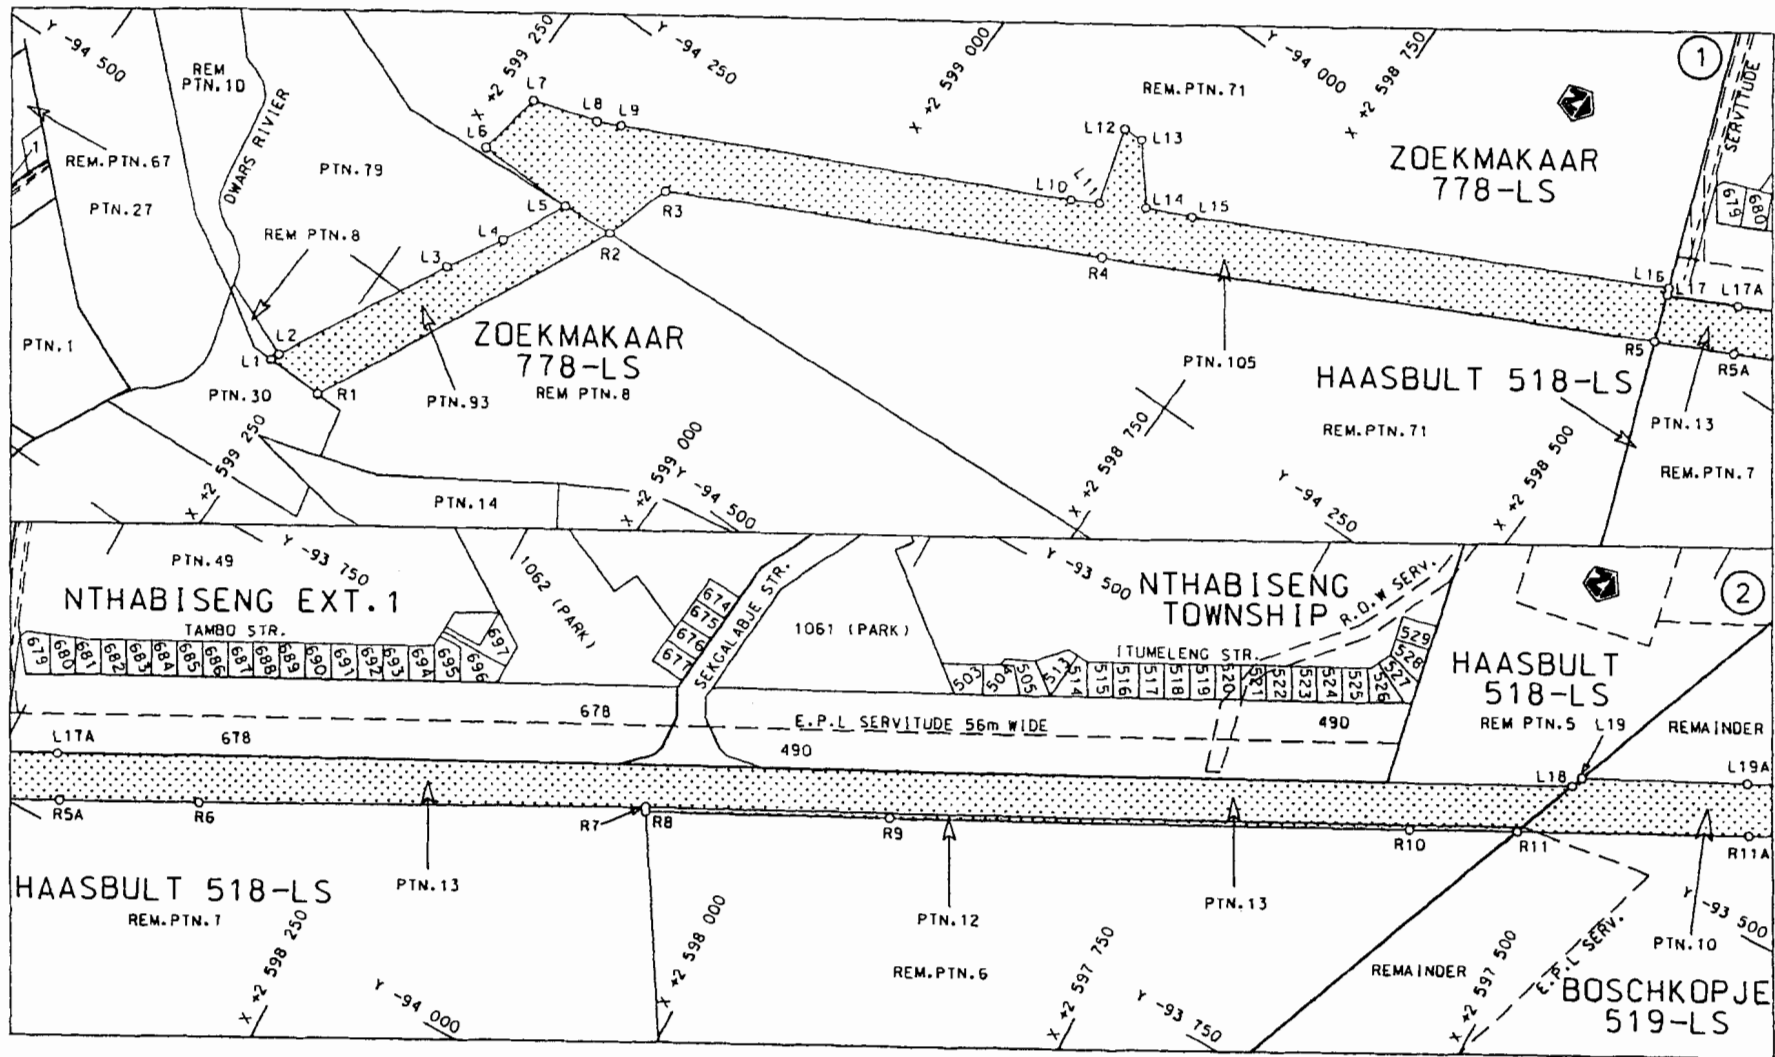 Y -94 500
REM
PTN.10
X +2 599 250
Y -94 250
X +2 599 000
Y -94 000
X +2 598 750
1
SERVITUDE
REM.PTN.71
DWARS RIVIER
L7
L8
L9
L6
L12
L13
ZOEKMAKAAR
778-LS
1
REM.PTN.67
PTN.79
PTN.27
L10
L11
L14
L15
679
680
REM PTN.8
L5
R3
L4
R2
L3
R4
L16
L17
L17A
ZOEKMAKAAR
778-LS
REM PTN.8
PTN.1
L2
L1
R1
PTN.30
PTN.93
PTN.105
R5
R5A
HAASBULT 518-LS
PTN.13
REM.PTN.71
REM.PTN.7
X +2 599 250
X +2 599 000
Y -94 500
X +2 598 750
Y -94 250
X +2 598 500
PTN.14
PTN.49
Y -93 750
1062 (PARK)
NTHABISENG EXT.1
TAMBO STR.
679
680
681
682
683
684
685
686
687
688
689
690
691
692
693
694
695
696
697
674
675
676
677
SEKGALABJE STR.
1061 (PARK)
Y -93 500
NTHABISENG
TOWNSHIP
R.O.W SERV.
2
ITUMELENG STR.
503
504
505
513
514
515
516
517
518
519
520
521
522
523
524
525
526
527
528
529
HAASBULT
518-LS
REM PTN.5
L19
REMAINDER
678
E.P.L SERVITUDE 56m WIDE
490
L17A
678
490
L18
L19A
R5A
R6
R7
R8
R9
R10
R11
R11A
HAASBULT 518-LS
REM.PTN.7
PTN.13
PTN.12
PTN.13
E.P.L SERV.
Y -93 500
PTN.10
X +2 598 250
Y -94 000
X +2 598 000
REM.PTN.6
X +2 597 750
Y -93 750
REMAINDER
X +2 597 500
BOSCHKOPJE
519-LS